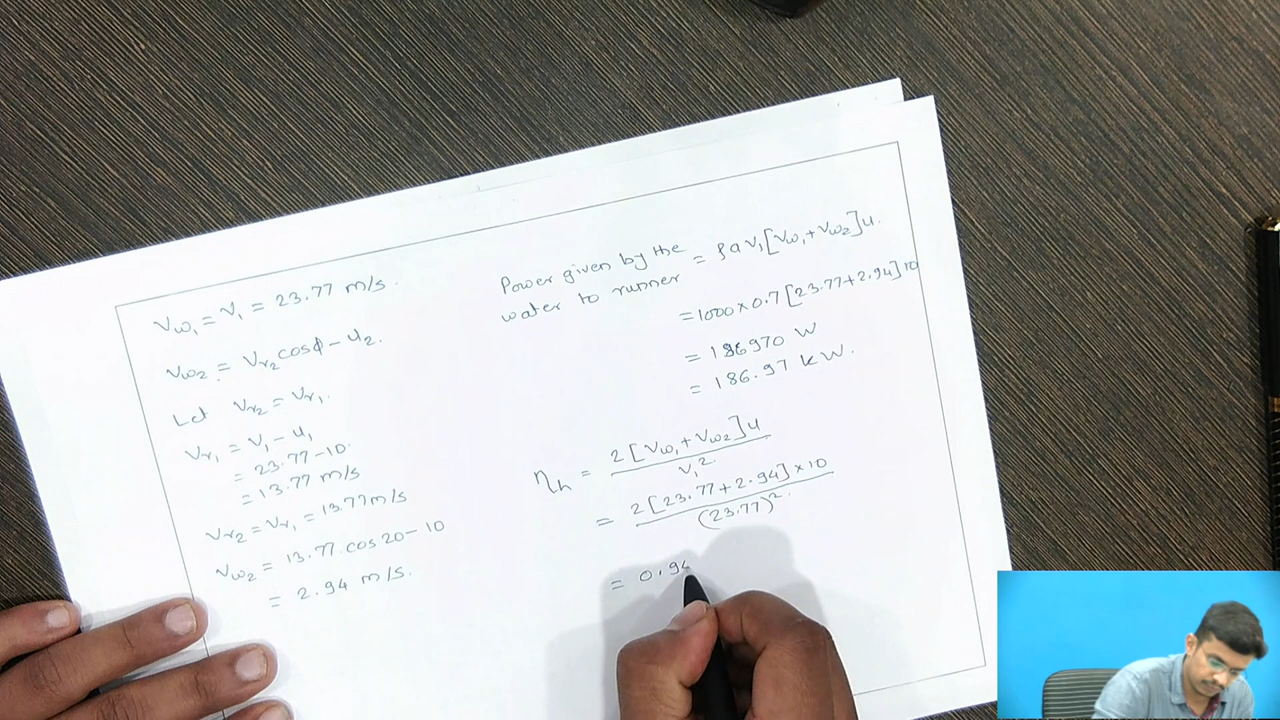 Vw₁ = V₁ = 23.77 m/s.
Vw₂ = Vr₂ cosϕ - u₂.
Let Vr₂ = Vr₁.
Vr₁ = V₁ - u₁
= 23.77-10.
= 13.77 m/s
Vr₂ = Vr₁ = 13.77 m/s
Vw₂ = 13.77 cos 20 - 10
= 2.94 m/s.
Power given by the
water to runner = ρ a V₁ [Vw₁ + Vw₂] u.
= 1000 × 0.7 [23.77+2.94] 10
= 186970 W
= 186.97 kW.
ηh = 2 [Vw₁ + Vw₂] u / V₁².
= 2 [23.77 + 2.94] × 10 / (23.77)².
= 0.94